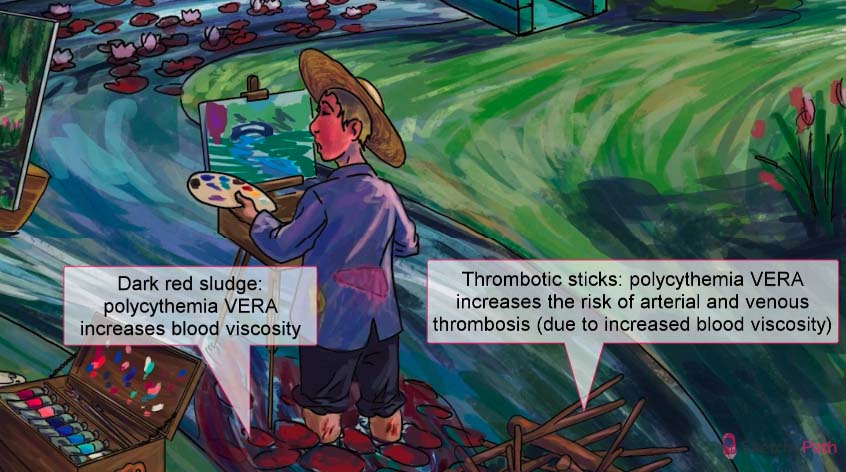 Dark red sludge:
polycythemia VERA
increases blood viscosity
Thrombotic sticks: polycythemia VERA
increases the risk of arterial and venous
thrombosis (due to increased blood viscosity)
SketchyPath